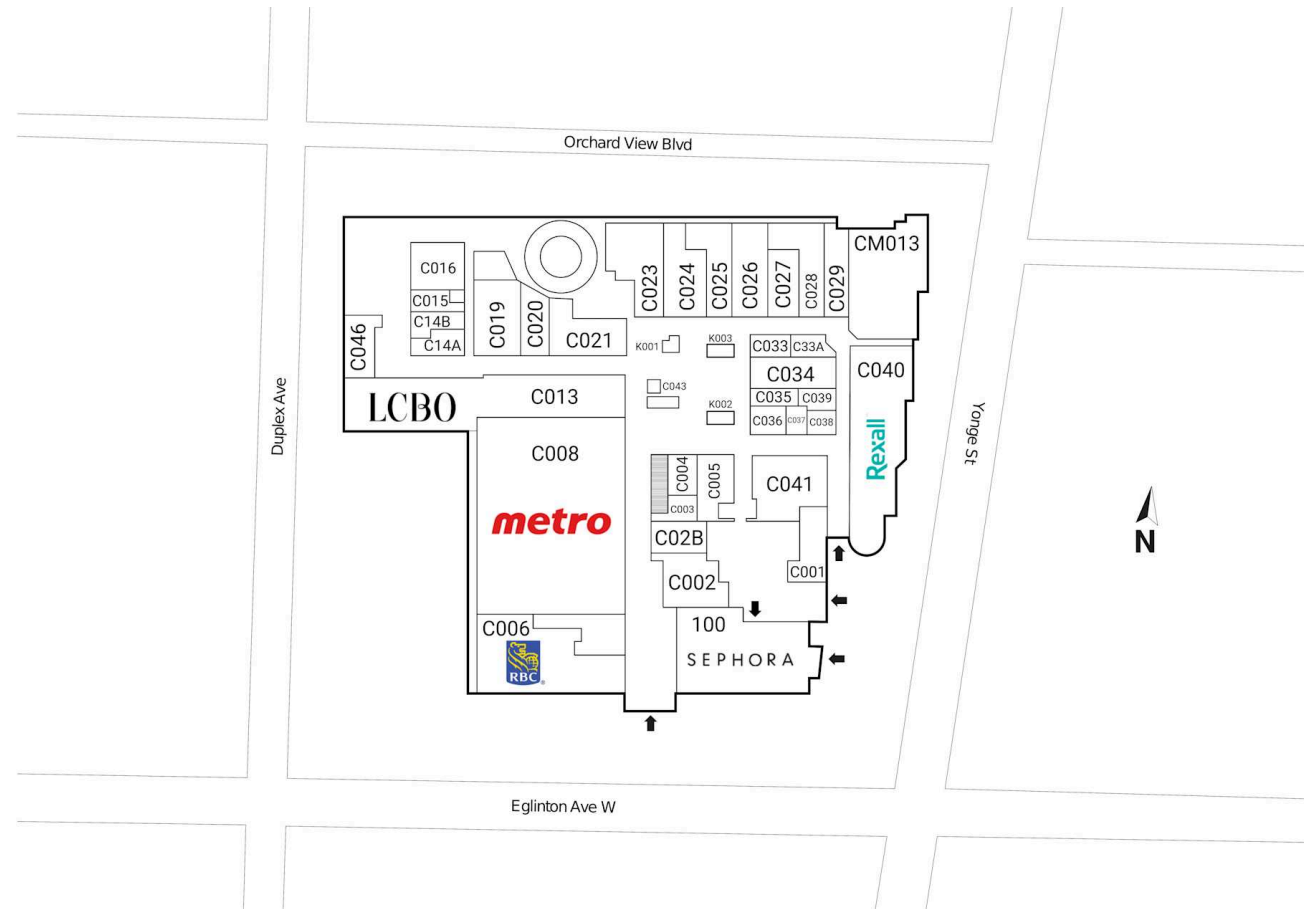 Orchard View Blvd
CM013
C016
C023
C024
C025
C026
C027
C028
C029
C015
C14B
C14A
C019
C020
C021
C046
K001
K003
C033
C33A
C034
C040
C043
C035
C039
K002
C036
C037
C038
LCBO
C013
Duplex Ave
Yonge St
Rexall
C008
metro
C004
C005
C003
C041
C02B
C002
C001
N
C006
RBC
100
SEPHORA
Eglinton Ave W